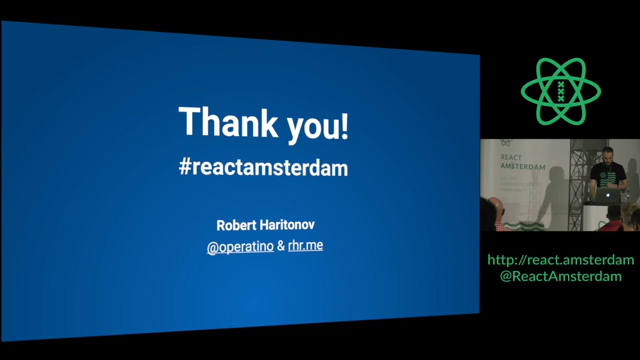 Thank you!
#reactamsterdam
Robert Haritonov
@operatino & rhr.me
REACT
AMSTERDAM
http://react.amsterdam
@ReactAmsterdam